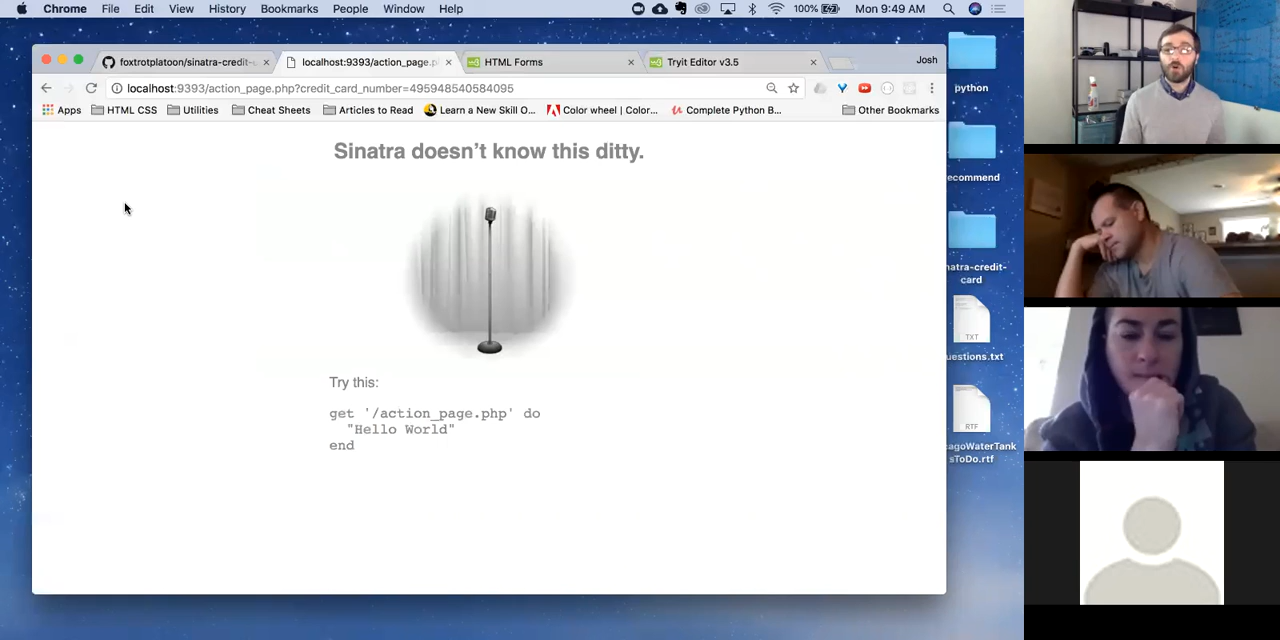 Chrome File Edit View History Bookmarks People Window Help 100% Mon 9:49 AM
foxtrotplatoon/sinatra-credit- localhost:9393/action_page.p HTML Forms Tryit Editor v3.5 Josh
localhost:9393/action_page.php?credit_card_number=495948540584095
Apps HTML CSS Utilities Cheat Sheets Articles to Read Learn a New Skill O... Color wheel | Color... Complete Python B... Other Bookmarks
Sinatra doesn’t know this ditty.
Try this:
get '/action_page.php' do
"Hello World"
end
python
ecommend
natra-credit-
card
TXT
uestions.txt
RTF
cagoWaterTank
sToDo.rtf